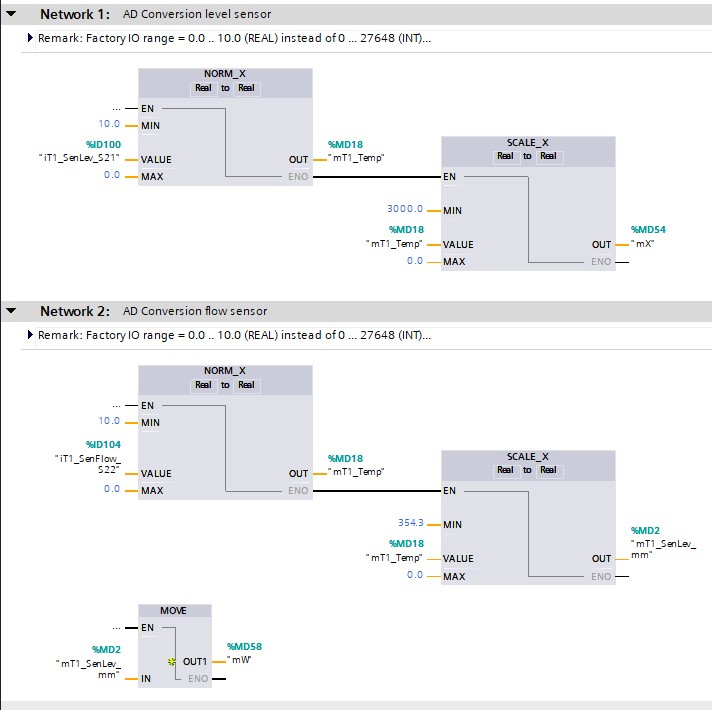 Network 1: AD Conversion level sensor
Remark: Factory IO range = 0.0 .. 10.0 (REAL) instead of 0 ... 27648 (INT)...
NORM_X
Real to Real
... EN
10.0 MIN
%ID100
"iT1_SenLev_S21" VALUE
0.0 MAX
%MD18
OUT "mT1_Temp"
ENO
SCALE_X
Real to Real
EN
3000.0 MIN
%MD18
"mT1_Temp" VALUE
0.0 MAX
%MD54
OUT "mX"
ENO
Network 2: AD Conversion flow sensor
Remark: Factory IO range = 0.0 .. 10.0 (REAL) instead of 0 ... 27648 (INT)...
NORM_X
Real to Real
... EN
10.0 MIN
%ID104
"iT1_SenFlow_
S22" VALUE
0.0 MAX
%MD18
OUT "mT1_Temp"
ENO
SCALE_X
Real to Real
EN
354.3 MIN
%MD18
"mT1_Temp" VALUE
0.0 MAX
%MD2
"mT1_SenLev_
OUT mm"
ENO
MOVE
... EN
%MD2
"mT1_SenLev_
mm" IN
%MD58
OUT1 "mW"
ENO